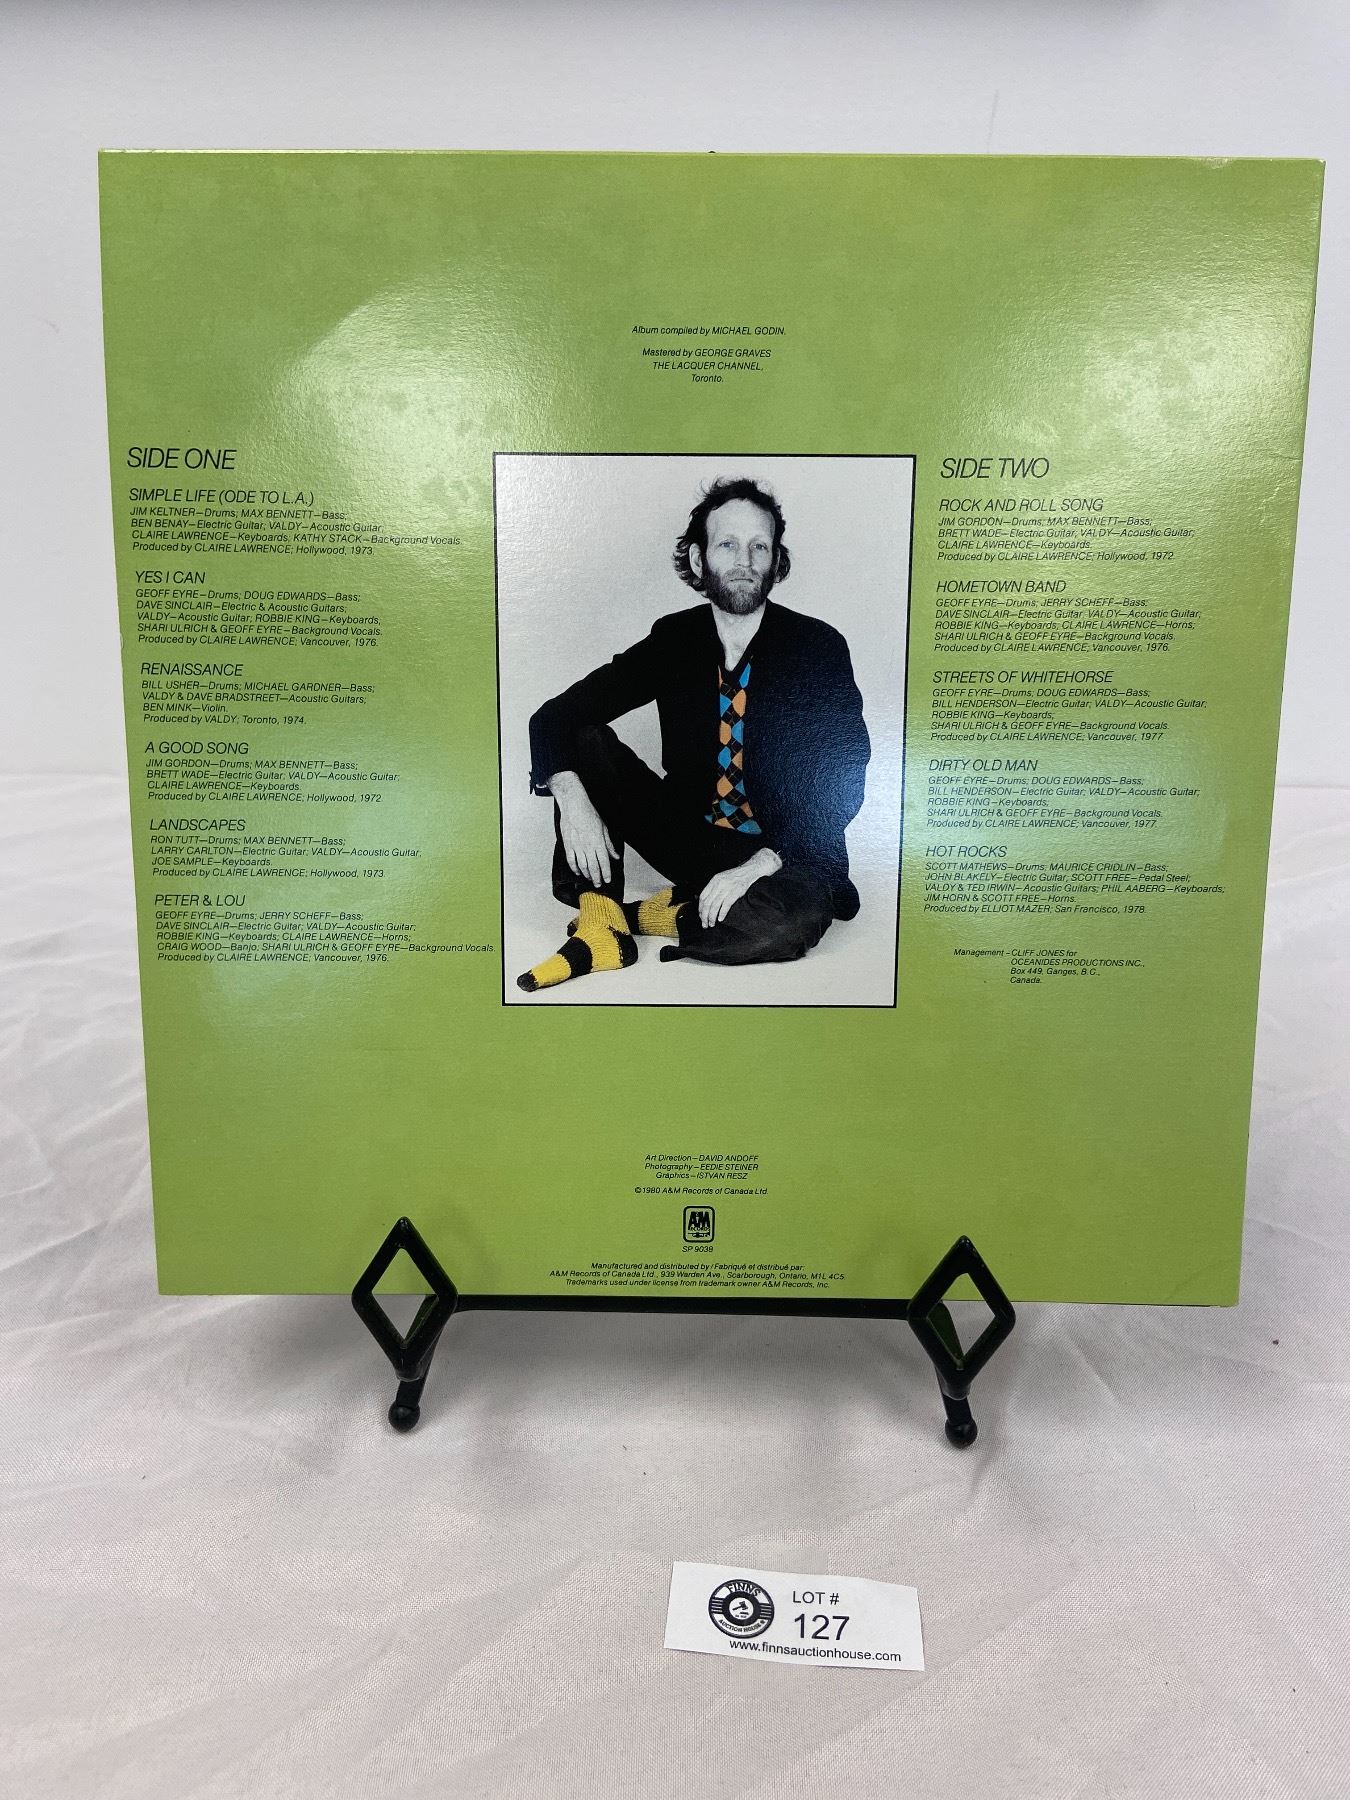 Album compiled by MICHAEL GODIN.
Mastered by GEORGE GRAVES
THE LACQUER CHANNEL,
Toronto.
SIDE ONE
SIMPLE LIFE (ODE TO L.A.)
JIM KELTNER—Drums; MAX BENNETT—Bass;
BEN BENAY—Electric Guitar; VALDY—Acoustic Guitar;
CLAIRE LAWRENCE—Keyboards; KATHY STACK—Background Vocals.
Produced by CLAIRE LAWRENCE; Hollywood, 1973.
YES I CAN
GEOFF EYRE—Drums; DOUG EDWARDS—Bass;
DAVE SINCLAIR—Electric & Acoustic Guitars;
VALDY—Acoustic Guitar; ROBBIE KING—Keyboards;
SHARI ULRICH & GEOFF EYRE—Background Vocals.
Produced by CLAIRE LAWRENCE; Vancouver, 1976.
RENAISSANCE
BILL USHER—Drums; MICHAEL GARDNER—Bass;
VALDY & DAVE BRADSTREET—Acoustic Guitars;
BEN MINK—Violin.
Produced by VALDY; Toronto, 1974.
A GOOD SONG
JIM GORDON—Drums; MAX BENNETT—Bass;
BRETT WADE—Electric Guitar; VALDY—Acoustic Guitar;
CLAIRE LAWRENCE—Keyboards.
Produced by CLAIRE LAWRENCE; Hollywood, 1972.
LANDSCAPES
RON TUTT—Drums; MAX BENNETT—Bass;
LARRY CARLTON—Electric Guitar; VALDY—Acoustic Guitar;
JOE SAMPLE—Keyboards.
Produced by CLAIRE LAWRENCE; Hollywood, 1973.
PETER & LOU
GEOFF EYRE—Drums; JERRY SCHEFF—Bass;
DAVE SINCLAIR—Electric Guitar; VALDY—Acoustic Guitar;
ROBBIE KING—Keyboards; CLAIRE LAWRENCE—Horns;
CRAIG WOOD—Banjo; SHARI ULRICH & GEOFF EYRE—Background Vocals.
Produced by CLAIRE LAWRENCE; Vancouver, 1976.
SIDE TWO
ROCK AND ROLL SONG
JIM GORDON—Drums; MAX BENNETT—Bass;
BRETT WADE—Electric Guitar; VALDY—Acoustic Guitar;
CLAIRE LAWRENCE—Keyboards.
Produced by CLAIRE LAWRENCE; Hollywood, 1972.
HOMETOWN BAND
GEOFF EYRE—Drums; JERRY SCHEFF—Bass;
DAVE SINCLAIR—Electric Guitar; VALDY—Acoustic Guitar;
ROBBIE KING—Keyboards; CLAIRE LAWRENCE—Horns;
SHARI ULRICH & GEOFF EYRE—Background Vocals.
Produced by CLAIRE LAWRENCE; Vancouver, 1976.
STREETS OF WHITEHORSE
GEOFF EYRE—Drums; DOUG EDWARDS—Bass;
BILL HENDERSON—Electric Guitar; VALDY—Acoustic Guitar;
ROBBIE KING—Keyboards;
SHARI ULRICH & GEOFF EYRE—Background Vocals.
Produced by CLAIRE LAWRENCE; Vancouver, 1977.
DIRTY OLD MAN
GEOFF EYRE—Drums; DOUG EDWARDS—Bass;
BILL HENDERSON—Electric Guitar; VALDY—Acoustic Guitar;
ROBBIE KING—Keyboards;
SHARI ULRICH & GEOFF EYRE—Background Vocals.
Produced by CLAIRE LAWRENCE; Vancouver, 1977.
HOT ROCKS
SCOTT MATHEWS—Drums; MAURICE CRIDLIN—Bass;
JOHN BLAKELY—Electric Guitar; SCOTT FREE—Pedal Steel;
VALDY & TED IRWIN—Acoustic Guitars; PHIL AABERG—Keyboards;
JIM HORN & SCOTT FREE—Horns.
Produced by ELLIOT MAZER; San Francisco, 1978.
Management—CLIFF JONES for
OCEANIDES PRODUCTIONS INC.,
Box 449, Ganges, B.C.,
Canada.
Art Direction—DAVID ANDOFF
Photography—EEDIE STEINER
Graphics—ISTVAN RESZ
©1980 A&M Records of Canada Ltd.
A&M
RECORDS
SP 9038
Manufactured and distributed by / Fabriqué et distribué par:
A&M Records of Canada Ltd., 939 Warden Ave., Scarborough, Ontario, M1L 4C5
Trademarks used under license from trademark owner A&M Records, Inc.
FINNS
AUCTION HOUSE
LOT #
127
www.finnsauctionhouse.com